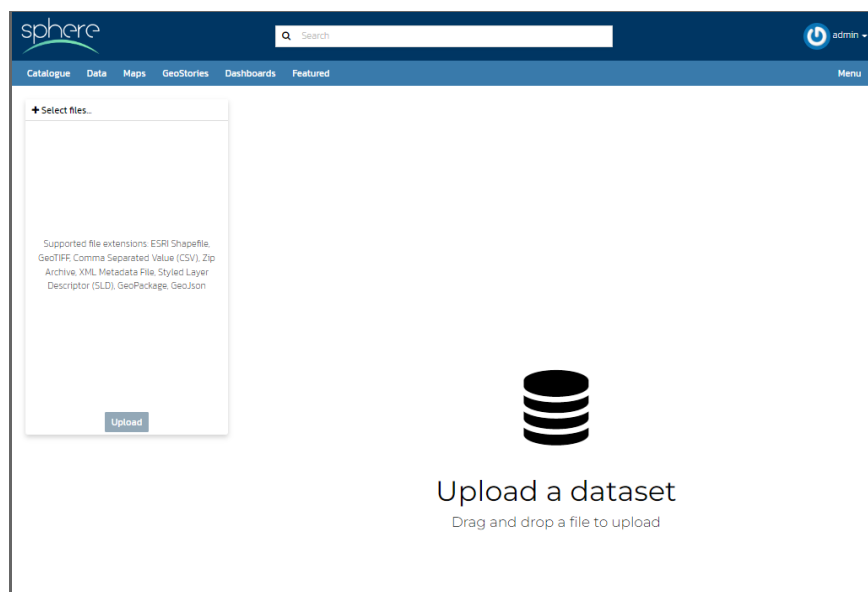 sphere
Search
admin
Catalogue Data Maps GeoStories Dashboards Featured Menu
+ Select files...
Supported file extensions: ESRI Shapefile,
GeoTIFF, Comma Separated Value (CSV), Zip
Archive, XML Metadata File, Styled Layer
Descriptor (SLD), GeoPackage, GeoJson
Upload
Upload a dataset
Drag and drop a file to upload